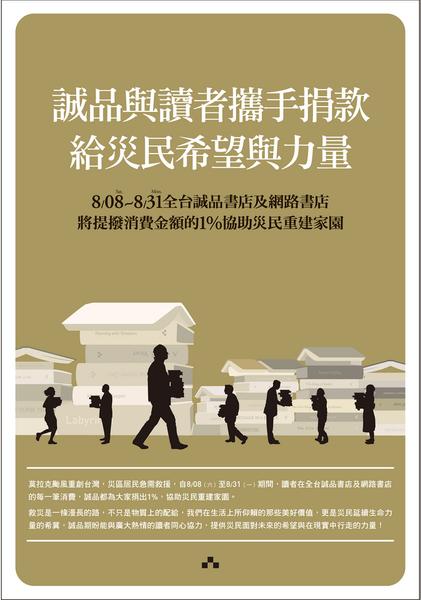 誠品與讀者攜手捐款
給災民希望與力量
Sat. Mon.
8/08~8/31全台誠品書店及網路書店
將提撥消費金額的1%協助災民重建家園
Labyri
莫拉克颱風重創台灣，災區居民急需救援，自8/08（六）至8/31（一）期間，讀者在全台誠品書店及網路書店
的每一筆消費，誠品都為大家捐出1%，協助災民重建家園。
救災是一條漫長的路，不只是物質上的配給，我們在生活上所仰賴的那些美好價值，更是災民延續生命力
量的希冀，誠品期盼能與廣大熱情的讀者同心協力，提供災民面對未來的希望與在現實中行走的力量！